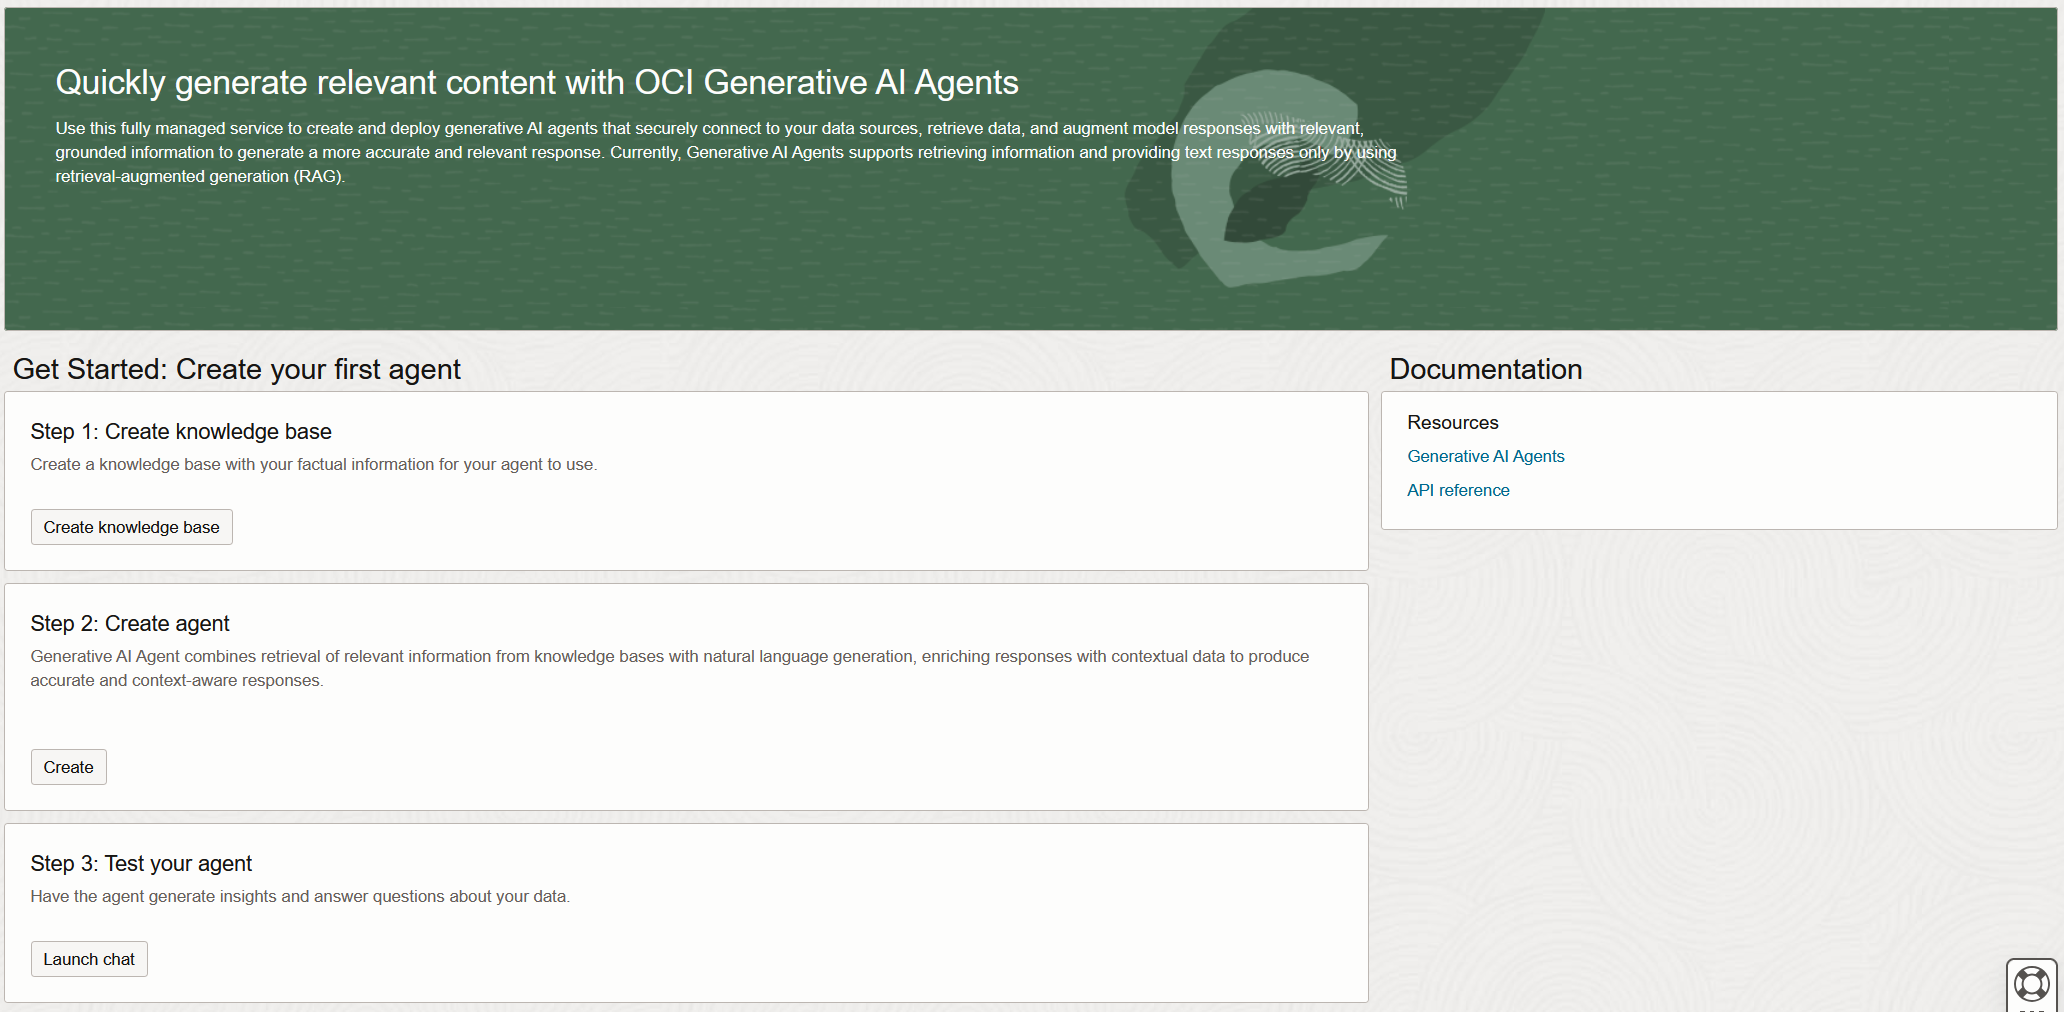 Quickly generate relevant content with OCI Generative AI Agents
Use this fully managed service to create and deploy generative AI agents that securely connect to your data sources, retrieve data, and augment model responses with relevant,
grounded information to generate a more accurate and relevant response. Currently, Generative AI Agents supports retrieving information and providing text responses only by using
retrieval-augmented generation (RAG).
Get Started: Create your first agent
Step 1: Create knowledge base
Create a knowledge base with your factual information for your agent to use.
Create knowledge base
Step 2: Create agent
Generative AI Agent combines retrieval of relevant information from knowledge bases with natural language generation, enriching responses with contextual data to produce
accurate and context-aware responses.
Create
Step 3: Test your agent
Have the agent generate insights and answer questions about your data.
Launch chat
Documentation
Resources
Generative AI Agents
API reference